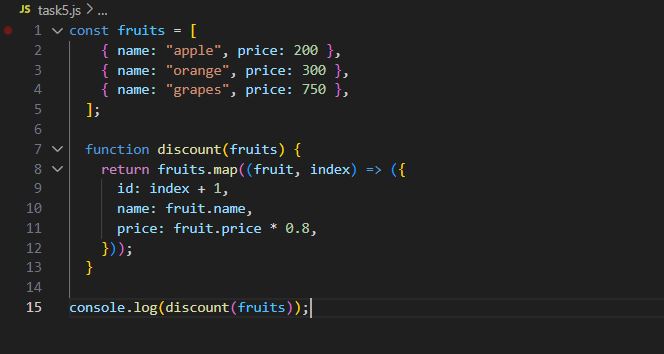 JS task5.js > ...
1 const fruits = [
2 { name: "apple", price: 200 },
3 { name: "orange", price: 300 },
4 { name: "grapes", price: 750 },
5 ];
6
7 function discount(fruits) {
8 return fruits.map((fruit, index) => ({
9 id: index + 1,
10 name: fruit.name,
11 price: fruit.price * 0.8,
12 }));
13 }
14
15 console.log(discount(fruits));